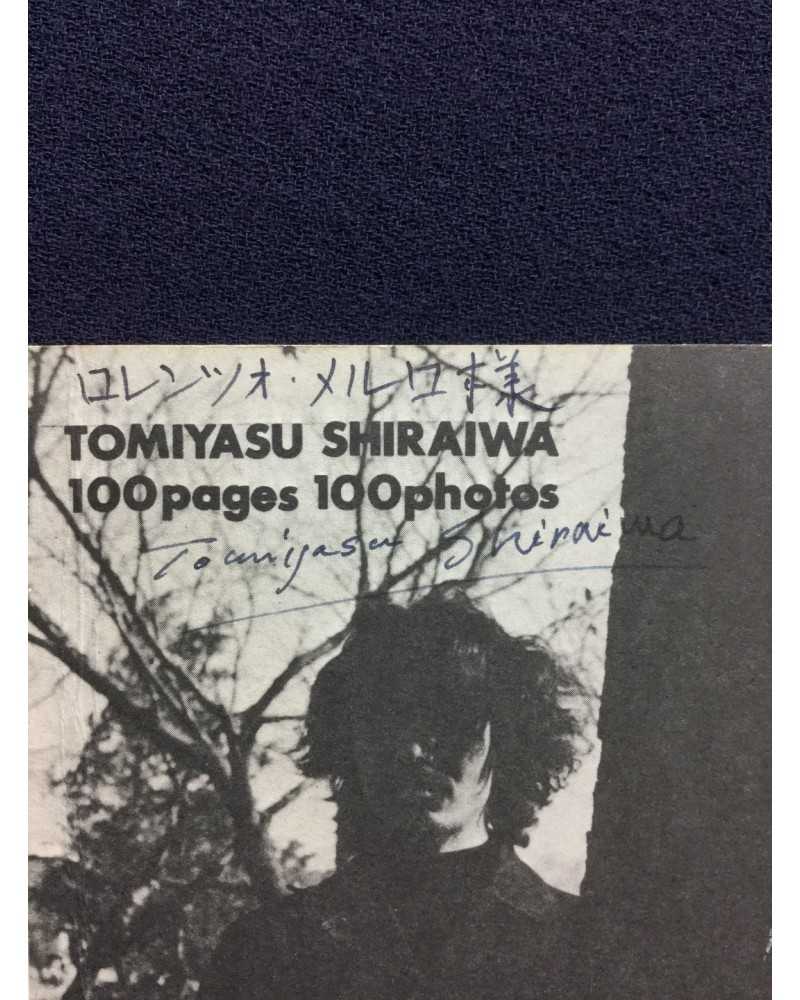 ロレンツォ・メルロ様
TOMIYASU SHIRAIWA
100pages 100photos
Tomiyasu Shiraiwa